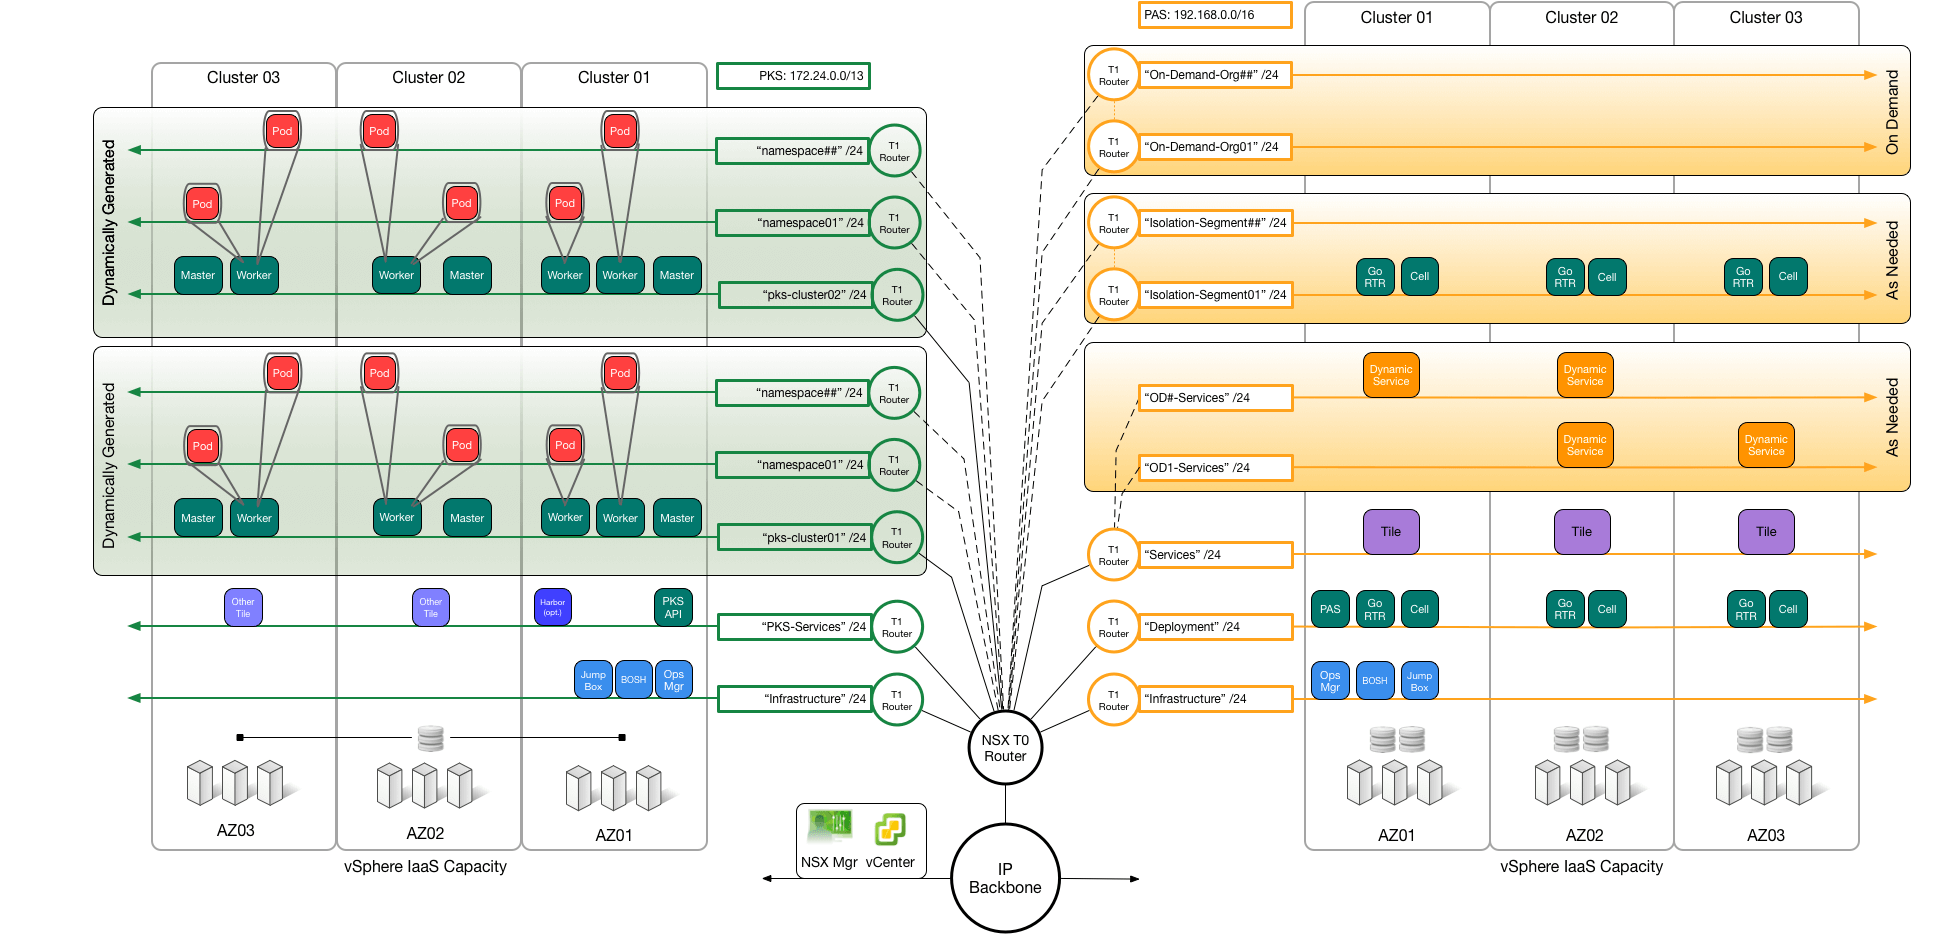 PAS: 192.168.0.0/16
Cluster 01
Cluster 02
Cluster 03
Cluster 03
Cluster 02
Cluster 01
PKS: 172.24.0.0/13
Dynamically Generated
Pod
Pod
Pod
“namespace##” /24
T1
Router
Pod
Pod
Pod
“namespace01” /24
T1
Router
Master
Worker
Worker
Master
Worker
Worker
Master
“pks-cluster02” /24
T1
Router
Dynamically Generated
Pod
Pod
Pod
“namespace##” /24
T1
Router
Pod
Pod
Pod
“namespace01” /24
T1
Router
Master
Worker
Worker
Master
Worker
Worker
Master
“pks-cluster01” /24
T1
Router
Other
Tile
Other
Tile
Harbor
(opt.)
PKS
API
“PKS-Services” /24
T1
Router
Jump
Box
BOSH
Ops
Mgr
“Infrastructure” /24
T1
Router
AZ03
AZ02
AZ01
vSphere IaaS Capacity
NSX T0
Router
NSX Mgr
vCenter
IP
Backbone
T1
Router
“On-Demand-Org##” /24
T1
Router
“On-Demand-Org01” /24
On Demand
T1
Router
“Isolation-Segment##” /24
T1
Router
“Isolation-Segment01” /24
Go
RTR
Cell
Go
RTR
Cell
Go
RTR
Cell
As Needed
Dynamic
Service
Dynamic
Service
“OD#-Services” /24
Dynamic
Service
Dynamic
Service
“OD1-Services” /24
As Needed
Tile
Tile
Tile
T1
Router
“Services” /24
PAS
Go
RTR
Cell
Go
RTR
Cell
Go
RTR
Cell
T1
Router
“Deployment” /24
Ops
Mgr
BOSH
Jump
Box
T1
Router
“Infrastructure” /24
AZ01
AZ02
AZ03
vSphere IaaS Capacity